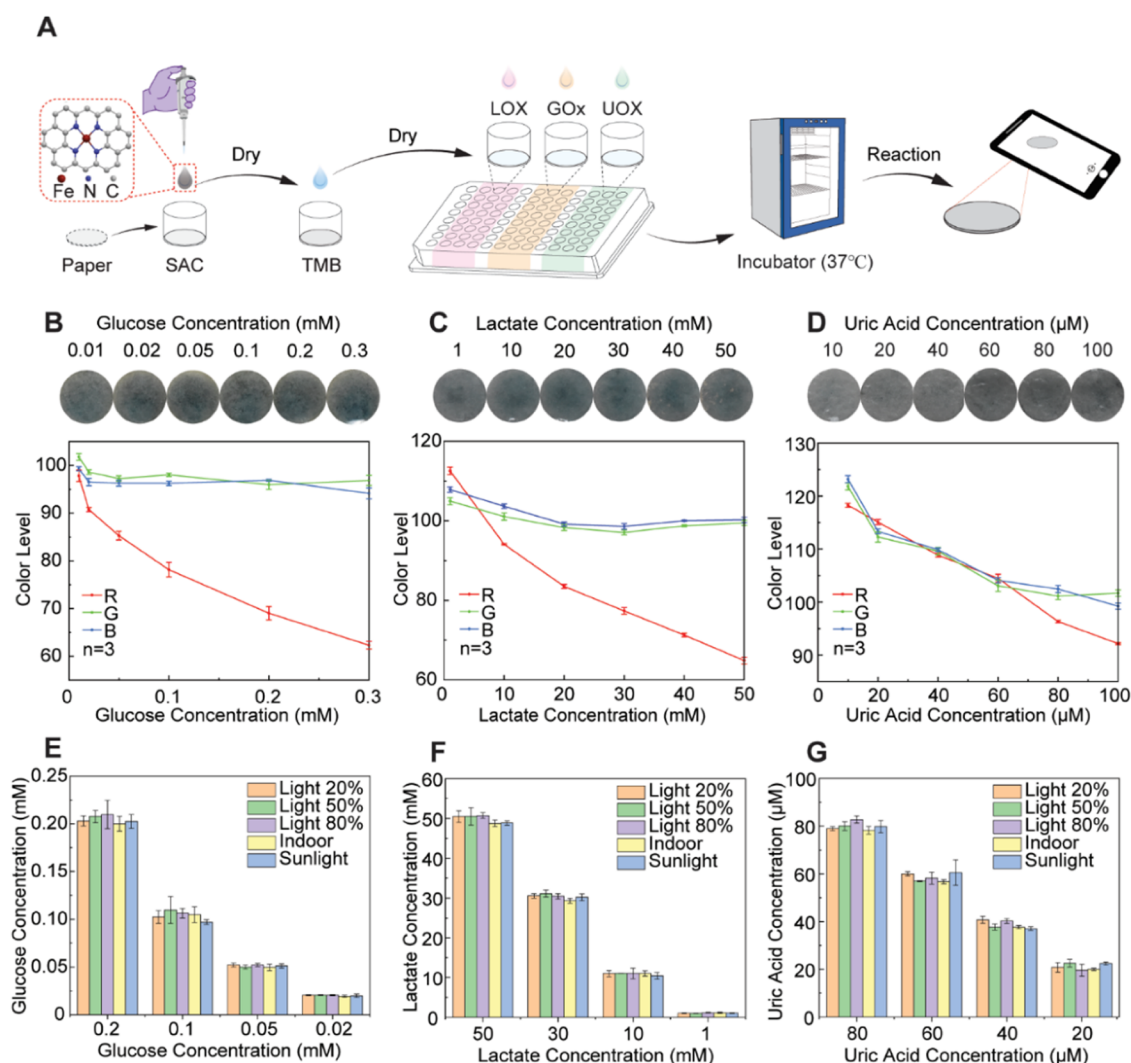 A
LOX GOx UOX
Dry
Dry
Reaction
Fe N C
Paper SAC TMB
Incubator (37℃)
B
Glucose Concentration (mM)
0.01 0.02 0.05 0.1 0.2 0.3
Color Level
100
90
80
70
60
R
G
B
n=3
0 0.1 0.2 0.3
Glucose Concentration (mM)
C
Lactate Concentration (mM)
1 10 20 30 40 50
Color Level
120
100
80
60
R
G
B
n=3
0 10 20 30 40 50
Lactate Concentration (mM)
D
Uric Acid Concentration (µM)
10 20 40 60 80 100
Color Level
130
120
110
100
90
R
G
B
n=3
0 20 40 60 80 100
Uric Acid Concentration (µM)
E
Glucose Concentration (mM)
0.25
0.20
0.15
0.10
0.05
0
Light 20%
Light 50%
Light 80%
Indoor
Sunlight
0.2 0.1 0.05 0.02
Glucose Concentration (mM)
F
Lactate Concentration (mM)
60
50
40
30
20
10
0
Light 20%
Light 50%
Light 80%
Indoor
Sunlight
50 30 10 1
Lactate Concentration (mM)
G
Uric Acid Concentration (µM)
100
80
60
40
20
0
Light 20%
Light 50%
Light 80%
Indoor
Sunlight
80 60 40 20
Uric Acid Concentration (µM)